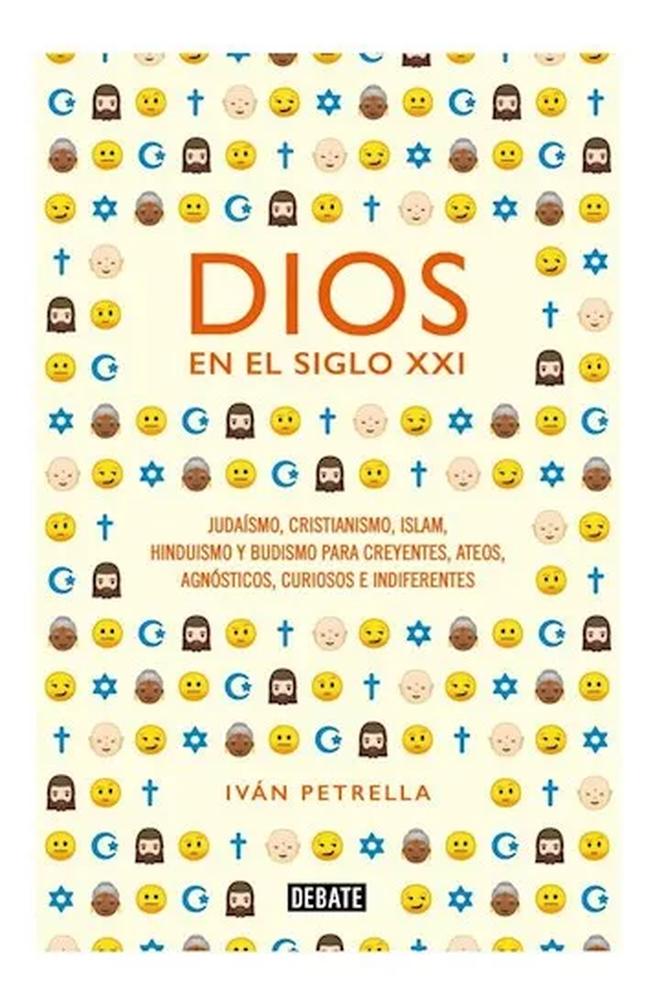 DIOS
EN EL SIGLO XXI
JUDAÍSMO, CRISTIANISMO, ISLAM,
HINDUISMO Y BUDISMO PARA CREYENTES, ATEOS,
AGNÓSTICOS, CURIOSOS E INDIFERENTES
IVÁN PETRELLA
DEBATE